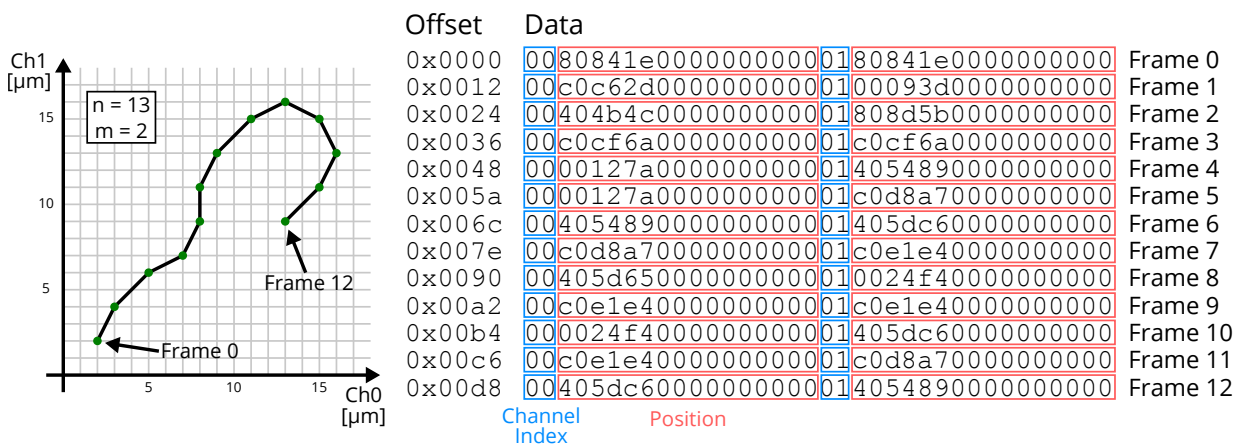 Offset Data
0x0000 00 80841e0000000000 01 80841e0000000000 Frame 0
0x0012 00 c0c62d0000000000 01 00093d0000000000 Frame 1
0x0024 00 404b4c0000000000 01 808d5b0000000000 Frame 2
0x0036 00 c0cf6a0000000000 01 c0cf6a0000000000 Frame 3
0x0048 00 00127a0000000000 01 4054890000000000 Frame 4
0x005a 00 00127a0000000000 01 c0d8a70000000000 Frame 5
0x006c 00 4054890000000000 01 405dc60000000000 Frame 6
0x007e 00 c0d8a70000000000 01 c0e1e40000000000 Frame 7
0x0090 00 405d650000000000 01 0024f40000000000 Frame 8
0x00a2 00 c0e1e40000000000 01 c0e1e40000000000 Frame 9
0x00b4 00 0024f40000000000 01 405dc60000000000 Frame 10
0x00c6 00 c0e1e40000000000 01 c0d8a70000000000 Frame 11
0x00d8 00 405dc60000000000 01 4054890000000000 Frame 12
Channel
Index
Position
Ch1
[µm]
n = 13
m = 2
15
10
5
Frame 12
Frame 0
5
10
15
Ch0
[µm]